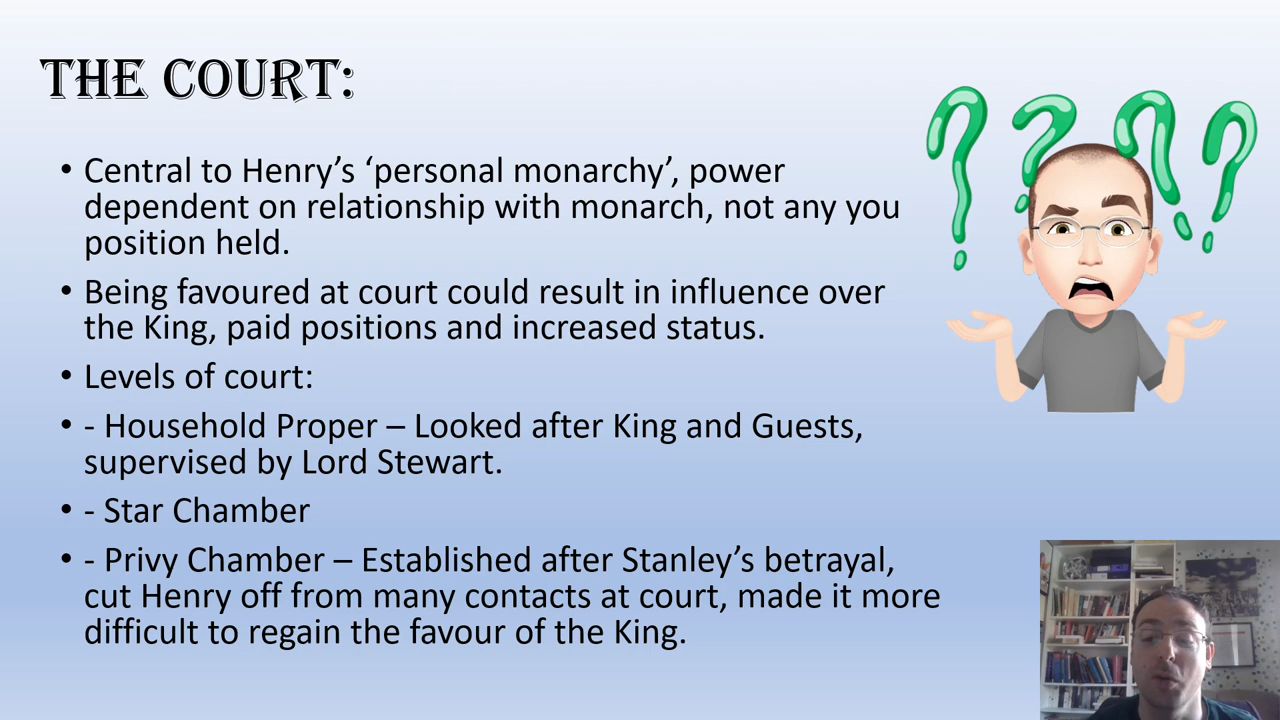 THE COURT:
• Central to Henry’s ‘personal monarchy’, power
dependent on relationship with monarch, not any you
position held.
• Being favoured at court could result in influence over
the King, paid positions and increased status.
• Levels of court:
• - Household Proper – Looked after King and Guests,
supervised by Lord Stewart.
• - Star Chamber
• - Privy Chamber – Established after Stanley’s betrayal,
cut Henry off from many contacts at court, made it more
difficult to regain the favour of the King.
????